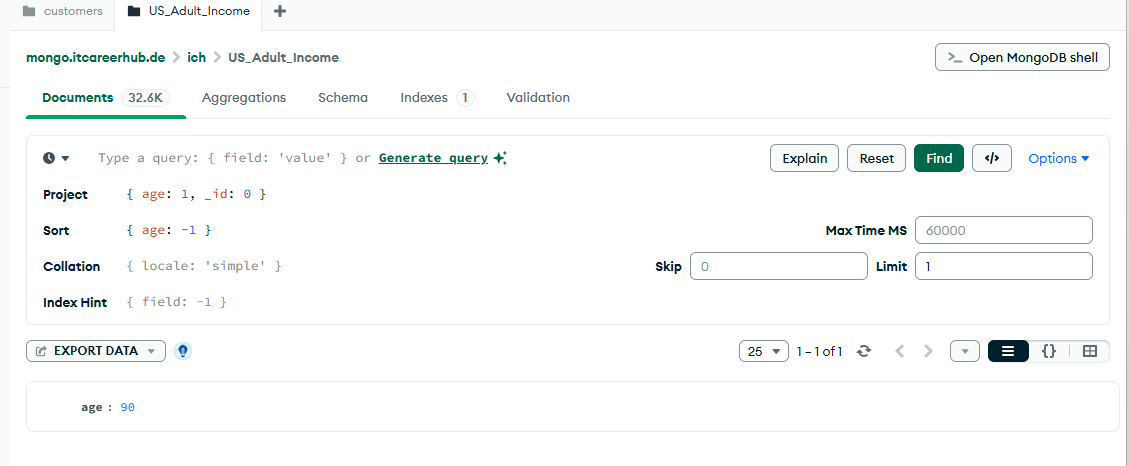 customers US_Adult_Income +
mongo.itcareerhub.de > ich > US_Adult_Income >_ Open MongoDB shell
Documents 32.6K Aggregations Schema Indexes 1 Validation
Type a query: { field: 'value' } or Generate query Explain Reset Find </> Options
Project { age: 1, _id: 0 }
Sort { age: -1 } Max Time MS 60000
Collation { locale: 'simple' } Skip 0 Limit 1
Index Hint { field: -1 }
EXPORT DATA 25 1 – 1 of 1 {}
age : 90